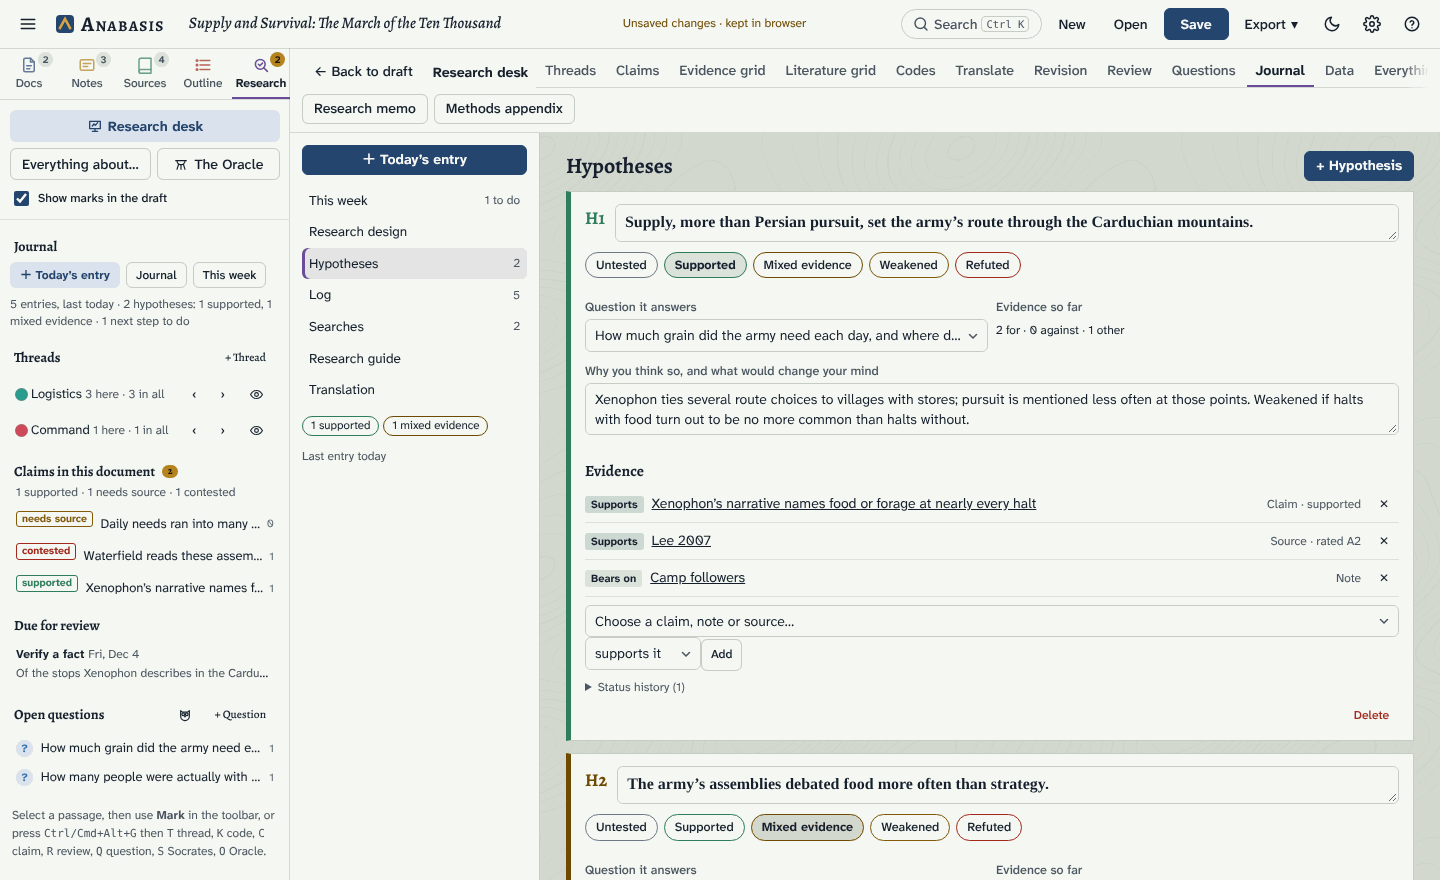 Anabasis
Supply and Survival: The March of the Ten Thousand
Unsaved changes · kept in browser
Search Ctrl K
New
Open
Save
Export ▾
2
Docs
3
Notes
4
Sources
Outline
2
Research
← Back to draft
Research desk
Threads
Claims
Evidence grid
Literature grid
Codes
Translate
Revision
Review
Questions
Journal
Data
Everythi
Research memo
Methods appendix
Research desk
Everything about...
The Oracle
Show marks in the draft
Journal
+ Today's entry
Journal
This week
5 entries, last today · 2 hypotheses: 1 supported, 1
mixed evidence · 1 next step to do
Threads
+ Thread
Logistics 3 here · 3 in all ‹ ›
Command 1 here · 1 in all ‹ ›
Claims in this document 2
1 supported · 1 needs source · 1 contested
needs source Daily needs ran into many ... 0
contested Waterfield reads these assem... 1
supported Xenophon's narrative names f... 1
Due for review
Verify a fact Fri, Dec 4
Of the stops Xenophon describes in the Cardu...
Open questions
+ Question
? How much grain did the army need e... 1
? How many people were actually with ... 1
Select a passage, then use Mark in the toolbar, or
press Ctrl/Cmd+Alt+G then T thread, K code, C
claim, R review, Q question, S Socrates, O Oracle.
+ Today's entry
This week 1 to do
Research design
Hypotheses 2
Log 5
Searches 2
Research guide
Translation
1 supported
1 mixed evidence
Last entry today
Hypotheses
+ Hypothesis
H1 Supply, more than Persian pursuit, set the army's route through the Carduchian mountains.
Untested
Supported
Mixed evidence
Weakened
Refuted
Question it answers
Evidence so far
How much grain did the army need each day, and where d...
2 for · 0 against · 1 other
Why you think so, and what would change your mind
Xenophon ties several route choices to villages with stores; pursuit is mentioned less often at those points. Weakened if halts
with food turn out to be no more common than halts without.
Evidence
Supports Xenophon's narrative names food or forage at nearly every halt Claim · supported ×
Supports Lee 2007 Source · rated A2 ×
Bears on Camp followers Note ×
Choose a claim, note or source...
supports it
Add
▶ Status history (1)
Delete
H2 The army's assemblies debated food more often than strategy.
Untested
Supported
Mixed evidence
Weakened
Refuted
Question it answers
Evidence so far